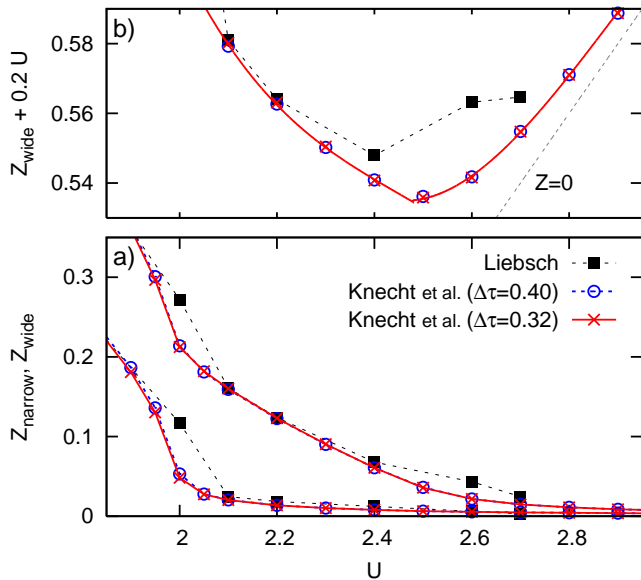 b)
0.58
0.56
0.54
Z_wide + 0.2 U
Z=0
a)
0.3
0.2
0.1
0
Z_narrow, Z_wide
Liebsch
Knecht et al. (Δτ=0.40)
Knecht et al. (Δτ=0.32)
2 2.2 2.4 2.6 2.8
U